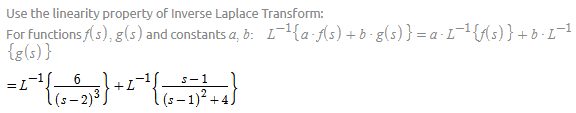 Use the linearity property of Inverse Laplace Transform:
For functions f(s), g(s) and constants a, b: L⁻¹{a·f(s)+b·g(s)}=a·L⁻¹{f(s)}+b·L⁻¹
{g(s)}
=L⁻¹{6/(s−2)³}+L⁻¹{(s−1)/((s−1)²+4)}